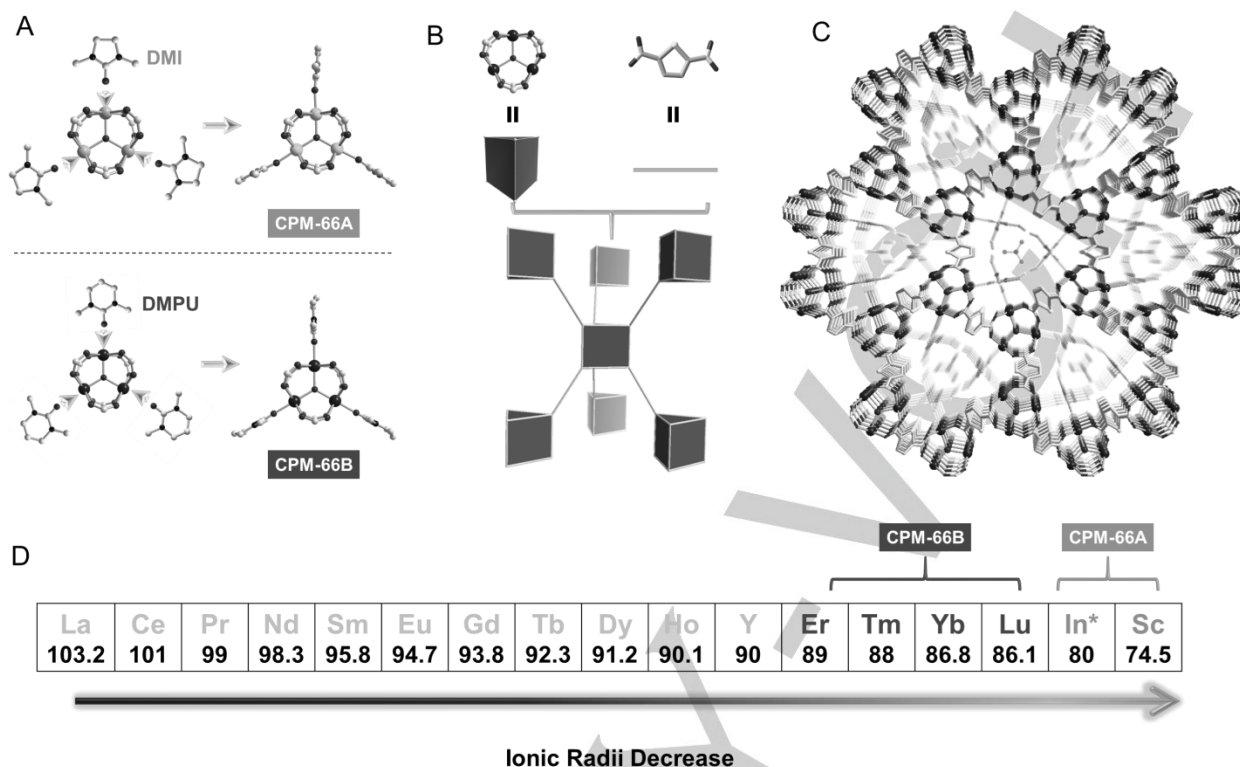 A
DMI
CPM-66A
DMPU
CPM-66B
B
II II
C
CPM-66B CPM-66A
D
La Ce Pr Nd Sm Eu Gd Tb Dy Ho Y Er Tm Yb Lu In* Sc
103.2 101 99 98.3 95.8 94.7 93.8 92.3 91.2 90.1 90 89 88 86.8 86.1 80 74.5
Ionic Radii Decrease